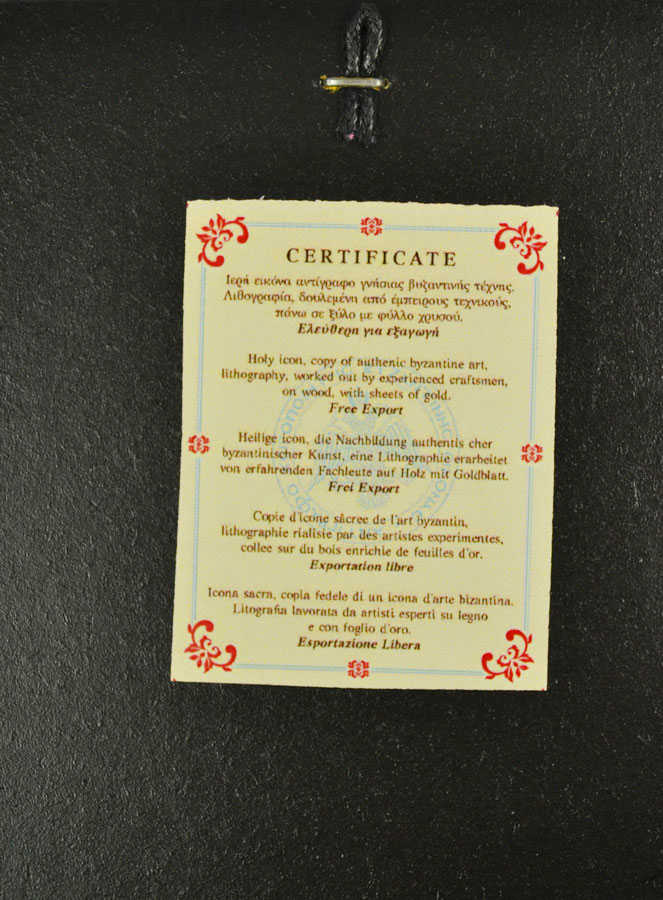 CERTIFICATE
Ιερή εικόνα αντίγραφο γνήσιας βυζαντινής τέχνης.
Λιθογραφία, δουλεμένη από έμπειρους τεχνικούς,
πάνω σε ξύλο με φύλλο χρυσού.
Ελεύθερη για εξαγωγή
Holy icon, copy of authenic byzantine art,
lithography, worked out by experienced craftsmen,
on wood, with sheets of gold.
Free Export
Heilige icon, die Nachbildung authentis cher
byzantinischer Kunst, eine Lithographie erarbeitet
von erfahrenden Fachleute auf Holz mit Goldblatt.
Frei Export
Copie d'icone sâcree de l'art byzantin,
lithographie rialisie par des artistes experimentes,
collee sur du bois enrichie de feuilles d'or.
Exportation libre
Icona sacra, copia fedele di un icona d'arte bizantina.
Litografia lavorata da artisti esperti su legno
e con foglio d'oro.
Esportazione Libera